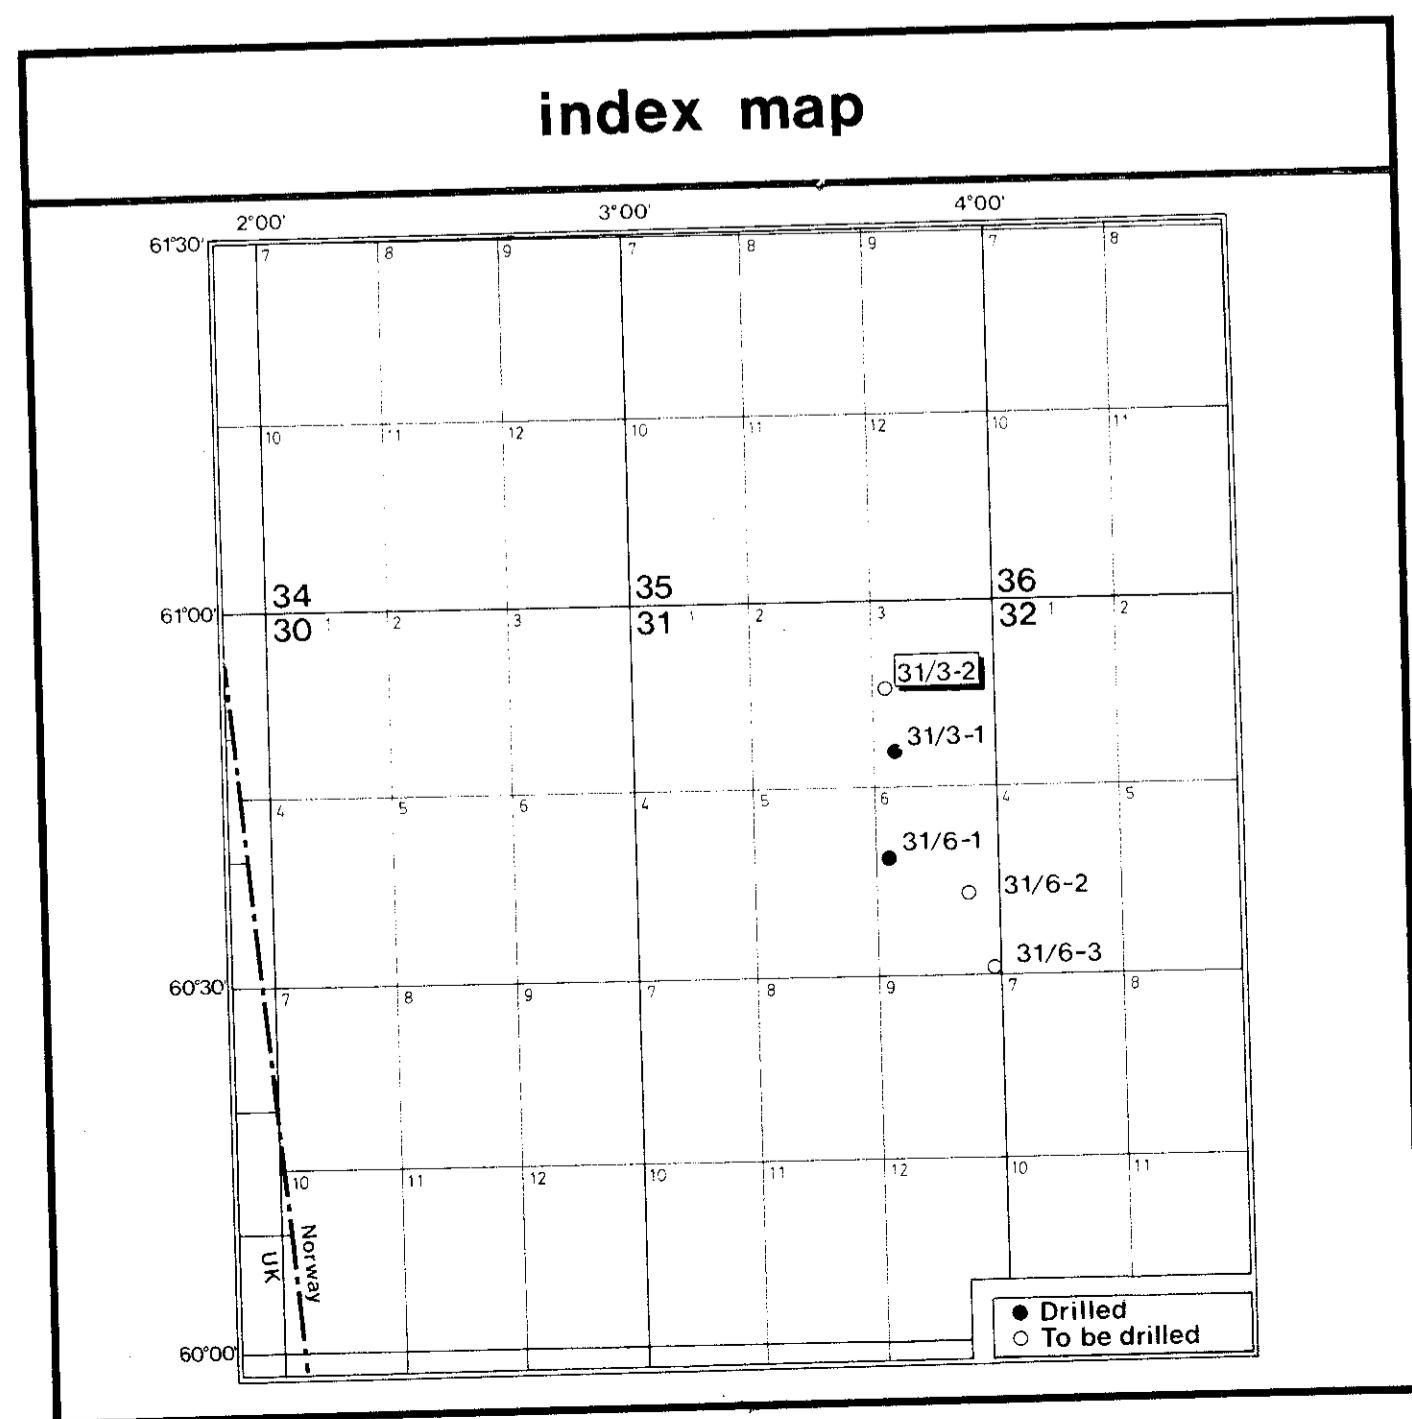 index map
2°00' 3°00' 4°00'
61°30'
7 8 9 7 8 9 7 8
10 11 12 10 11 12 10 11
34 35 36
61°00'
30 1 2 3 31 1 2 3 32 1 2
31/3-2
31/3-1
4 5 6 4 5 6 4 5
31/6-1
31/6-2
31/6-3
60°30'
7 8 9 7 8 9 7 8
10 11 12 10 11 12 10 11
UK
Norway
Drilled
To be drilled
60°00'